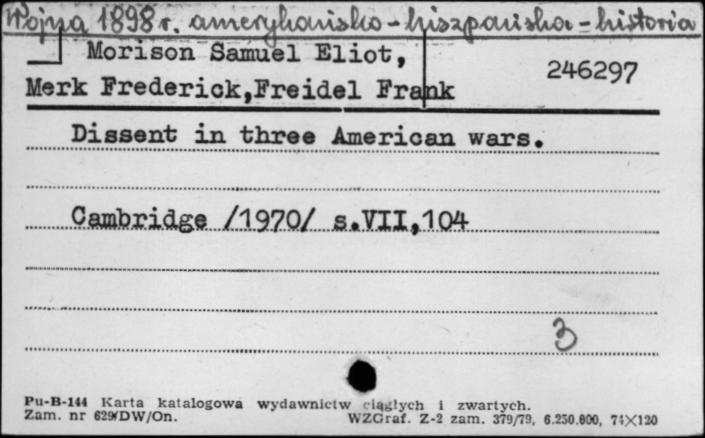 Wojna 1898 r. amerykańsko-hiszpańska - historia
Morison Samuel Eliot,
246297
Merk Frederick,Freidel Frank
Dissent in three American wars.
Cambridge /1970/ s.VII,104
3
Pu-B-144 Karta katalogowa wydawnictw ciągłych i zwartych.
Zam. nr 629/DW/On. WZGraf. Z-2 zam. 379/79, 6.250.000, 74×120